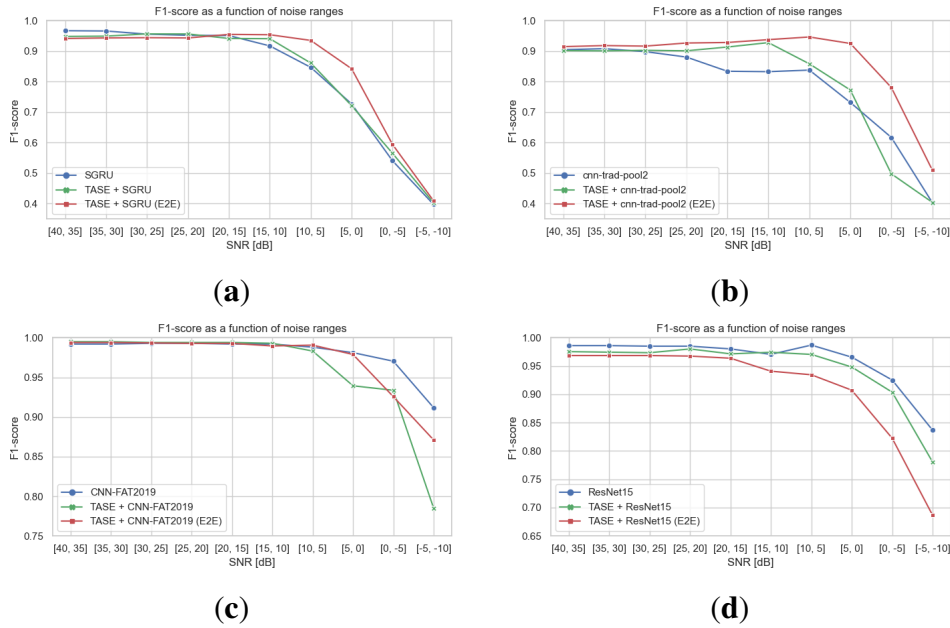 F1-score as a function of noise ranges
F1-score
1.0
0.9
0.8
0.7
0.6
0.5
0.4
SGRU
TASE + SGRU
TASE + SGRU (E2E)
[40, 35] [35, 30] [30, 25] [25, 20] [20, 15] [15, 10] [10, 5] [5, 0] [0, -5] [-5, -10]
SNR [dB]
(a)
F1-score as a function of noise ranges
F1-score
1.0
0.9
0.8
0.7
0.6
0.5
0.4
cnn-trad-pool2
TASE + cnn-trad-pool2
TASE + cnn-trad-pool2 (E2E)
[40, 35] [35, 30] [30, 25] [25, 20] [20, 15] [15, 10] [10, 5] [5, 0] [0, -5] [-5, -10]
SNR [dB]
(b)
F1-score as a function of noise ranges
F1-score
1.00
0.95
0.90
0.85
0.80
0.75
CNN-FAT2019
TASE + CNN-FAT2019
TASE + CNN-FAT2019 (E2E)
[40, 35] [35, 30] [30, 25] [25, 20] [20, 15] [15, 10] [10, 5] [5, 0] [0, -5] [-5, -10]
SNR [dB]
(c)
F1-score as a function of noise ranges
F1-score
1.00
0.95
0.90
0.85
0.80
0.75
0.70
0.65
ResNet15
TASE + ResNet15
TASE + ResNet15 (E2E)
[40, 35] [35, 30] [30, 25] [25, 20] [20, 15] [15, 10] [10, 5] [5, 0] [0, -5] [-5, -10]
SNR [dB]
(d)